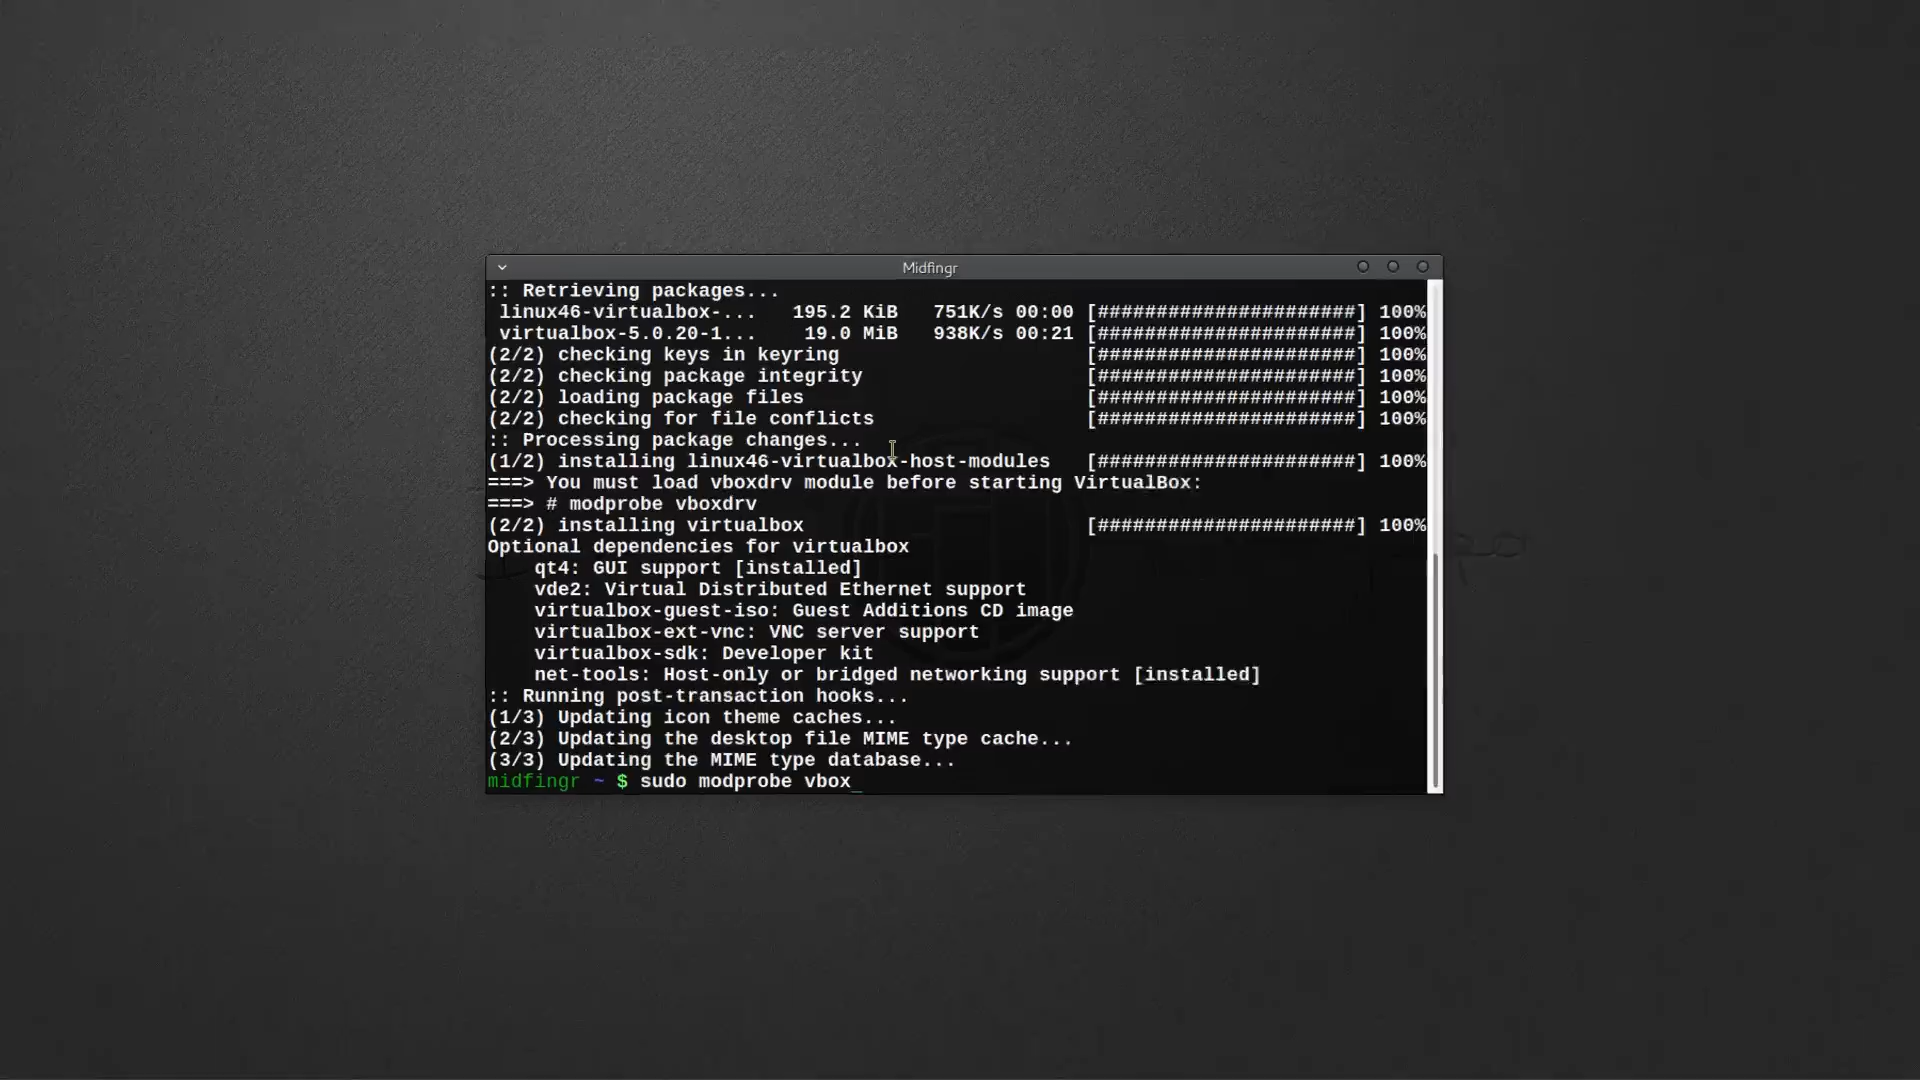 Midfingr
:: Retrieving packages...
linux46-virtualbox-... 195.2 KiB 751K/s 00:00 [######################] 100%
virtualbox-5.0.20-1... 19.0 MiB 938K/s 00:21 [######################] 100%
(2/2) checking keys in keyring [######################] 100%
(2/2) checking package integrity [######################] 100%
(2/2) loading package files [######################] 100%
(2/2) checking for file conflicts [######################] 100%
:: Processing package changes...
(1/2) installing linux46-virtualbox-host-modules [######################] 100%
===> You must load vboxdrv module before starting VirtualBox:
===> # modprobe vboxdrv
(2/2) installing virtualbox [######################] 100%
Optional dependencies for virtualbox
qt4: GUI support [installed]
vde2: Virtual Distributed Ethernet support
virtualbox-guest-iso: Guest Additions CD image
virtualbox-ext-vnc: VNC server support
virtualbox-sdk: Developer kit
net-tools: Host-only or bridged networking support [installed]
:: Running post-transaction hooks...
(1/3) Updating icon theme caches...
(2/3) Updating the desktop file MIME type cache...
(3/3) Updating the MIME type database...
midfingr ~ $ sudo modprobe vbox_